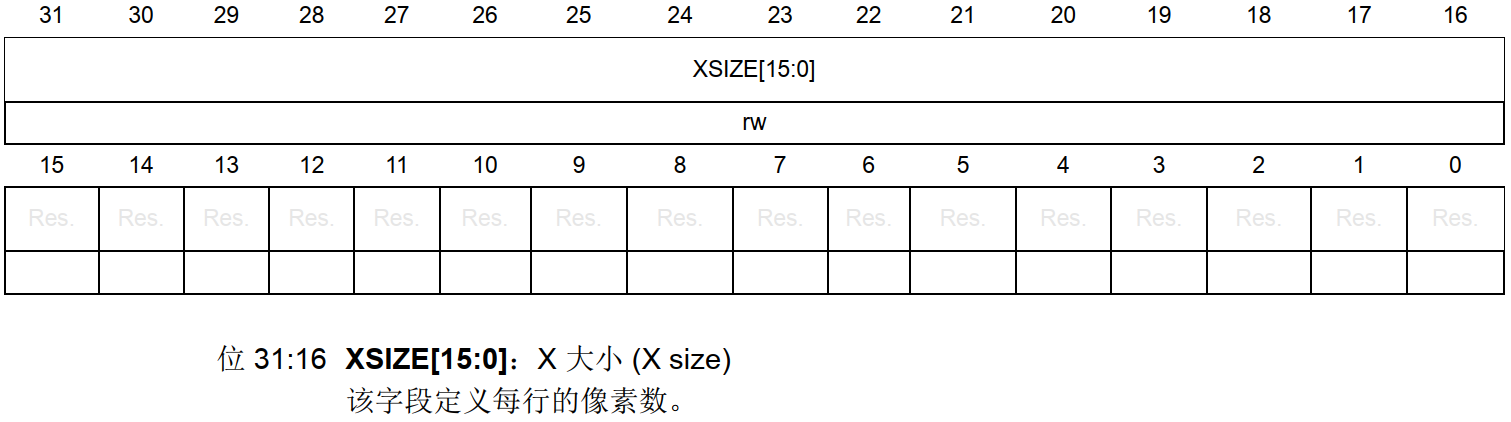 31 30 29 28 27 26 25 24 23 22 21 20 19 18 17 16
XSIZE[15:0]
rw
15 14 13 12 11 10 9 8 7 6 5 4 3 2 1 0
Res. Res. Res. Res. Res. Res. Res. Res. Res. Res. Res. Res. Res. Res. Res. Res.
位 31:16 XSIZE[15:0]：X 大小 (X size)
该字段定义每行的像素数。